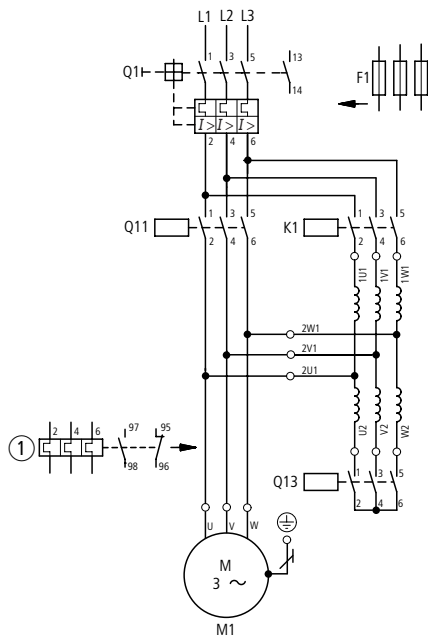 L1 L2 L3
1 3 5 13
Q1
14
F1
I> I> I>
2 4 6
1 3 5
Q11
2 4 6
1 3 5
K1
2 4 6
1U1 1V1 1W1
2W1
2V1
2U1
U2 V2 W2
1 2 4 6 97 95
98 96
1 3 5
Q13
2 4 6
U V W
M
3 ~
M1